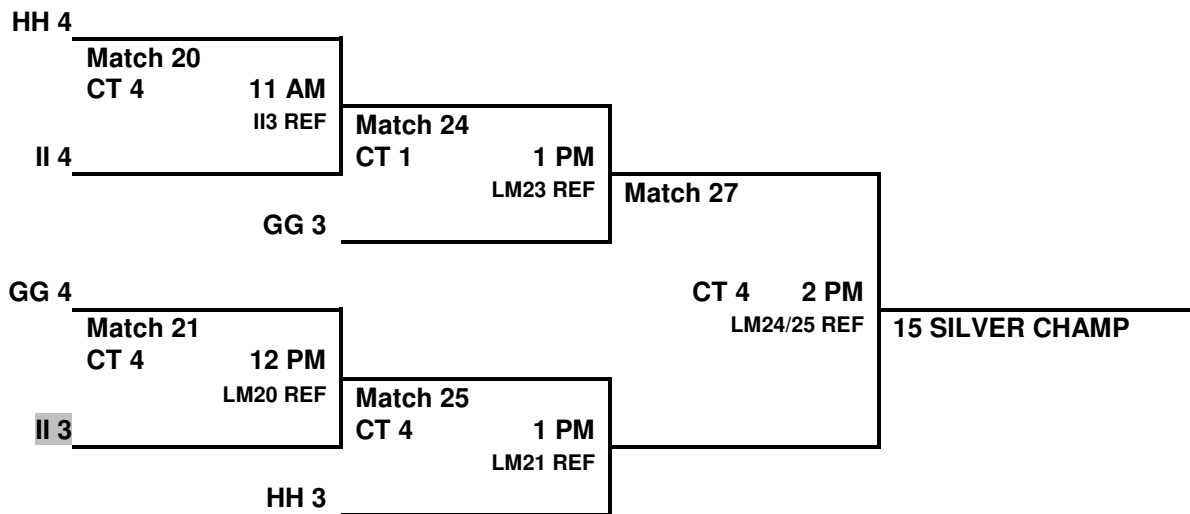 HH 4
Match 20
CT 4 11 AM
II3 REF
II 4
Match 24
CT 1 1 PM
LM23 REF
GG 3
Match 27
CT 4 2 PM
LM24/25 REF
15 SILVER CHAMP
GG 4
Match 21
CT 4 12 PM
LM20 REF
II 3
Match 25
CT 4 1 PM
LM21 REF
HH 3